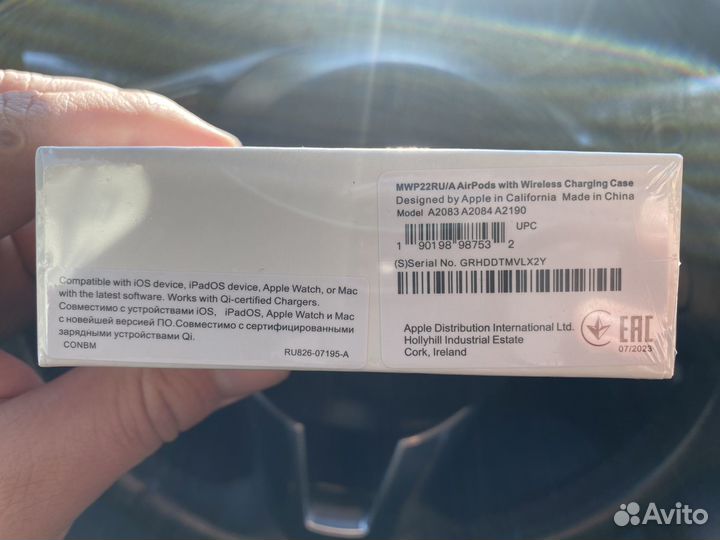 Compatible with iOS device, iPadOS device, Apple Watch, or Mac
with the latest software. Works with Qi-certified Chargers.
Совместимо с устройствами iOS, iPadOS, Apple Watch и Mac
с новейшей версией ПО.Совместимо с сертифицированными
зарядными устройствами Qi.
CONBM
RU826-07195-A
MWP22RU/A AirPods with Wireless Charging Case
Designed by Apple in California Made in China
Model A2083 A2084 A2190
UPC
1 90198 98753 2
(S)Serial No. GRHDDTMVLX2Y
Apple Distribution International Ltd.
Hollyhill Industrial Estate
Cork, Ireland
EAC
07/2023
Avito